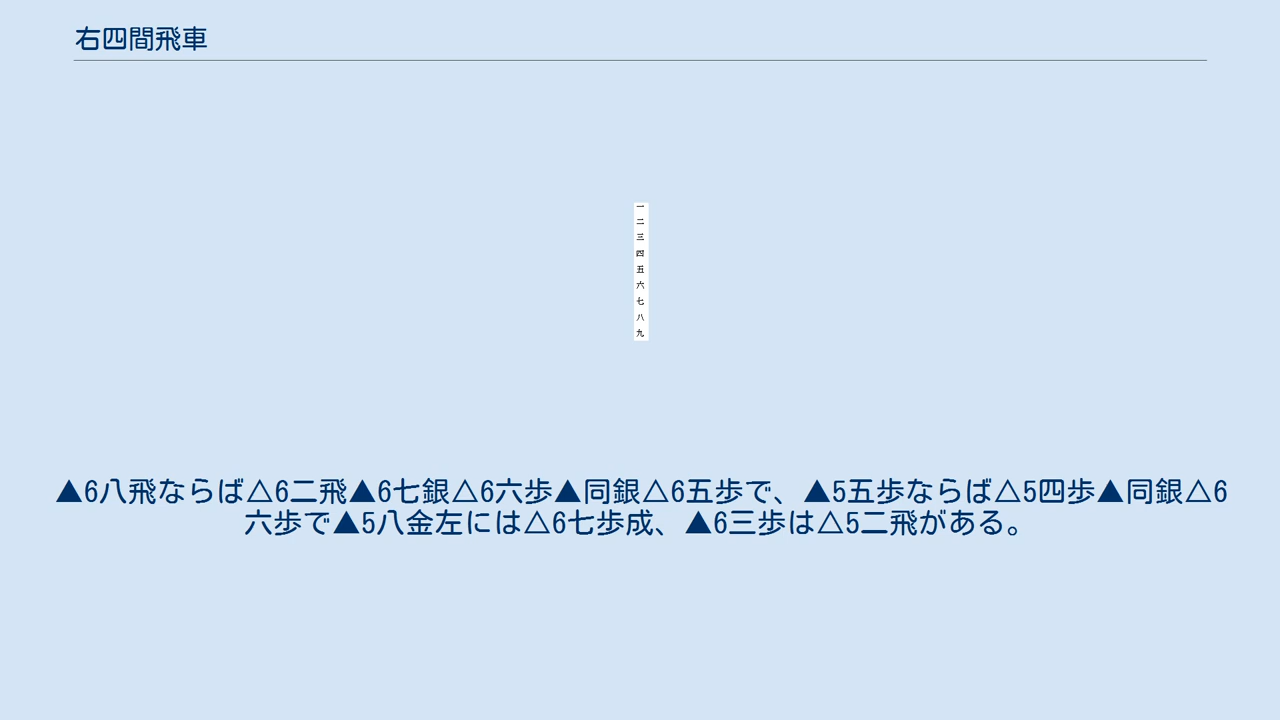 右四間飛車
一
二
三
四
五
六
七
八
九
▲6八飛ならば△6二飛▲6七銀△6六歩▲同銀△6五歩で、▲5五歩ならば△5四歩▲同銀△6
六歩で▲5八金左には△6七歩成、▲6三歩は△5二飛がある。